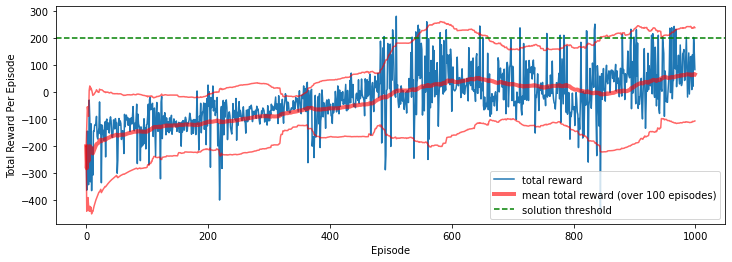 300
200
100
0
−100
−200
−300
−400
Total Reward Per Episode
total reward
mean total reward (over 100 episodes)
solution threshold
0
200
400
600
800
1000
Episode